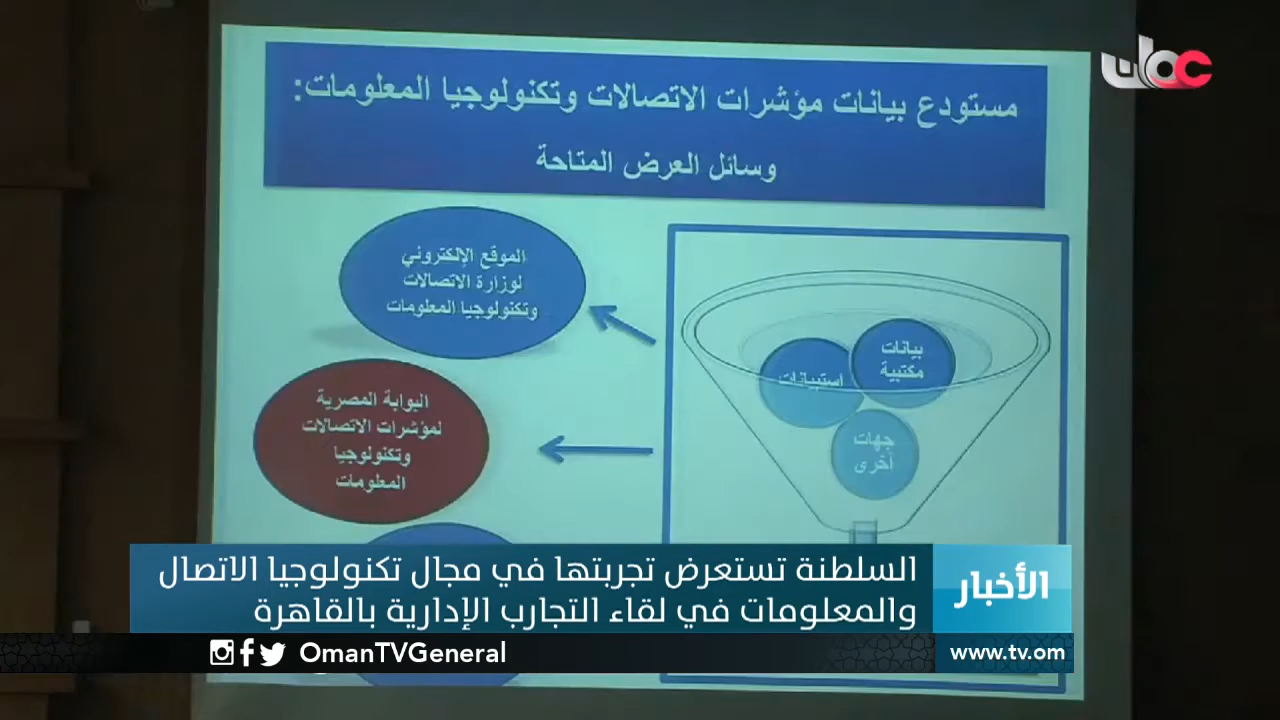 عمان
مستودع بيانات مؤشرات الاتصالات وتكنولوجيا المعلومات:
وسائل العرض المتاحة
الموقع الإلكتروني
لوزارة الاتصالات
وتكنولوجيا المعلومات
بيانات
مكتبية
استبيانات
جهات
أخرى
البوابة المصرية
لمؤشرات الاتصالات
وتكنولوجيا
المعلومات
الأخبار
السلطنة تستعرض تجربتها في مجال تكنولوجيا الاتصال
والمعلومات في لقاء التجارب الإدارية بالقاهرة
OmanTVGeneral
www.tv.om